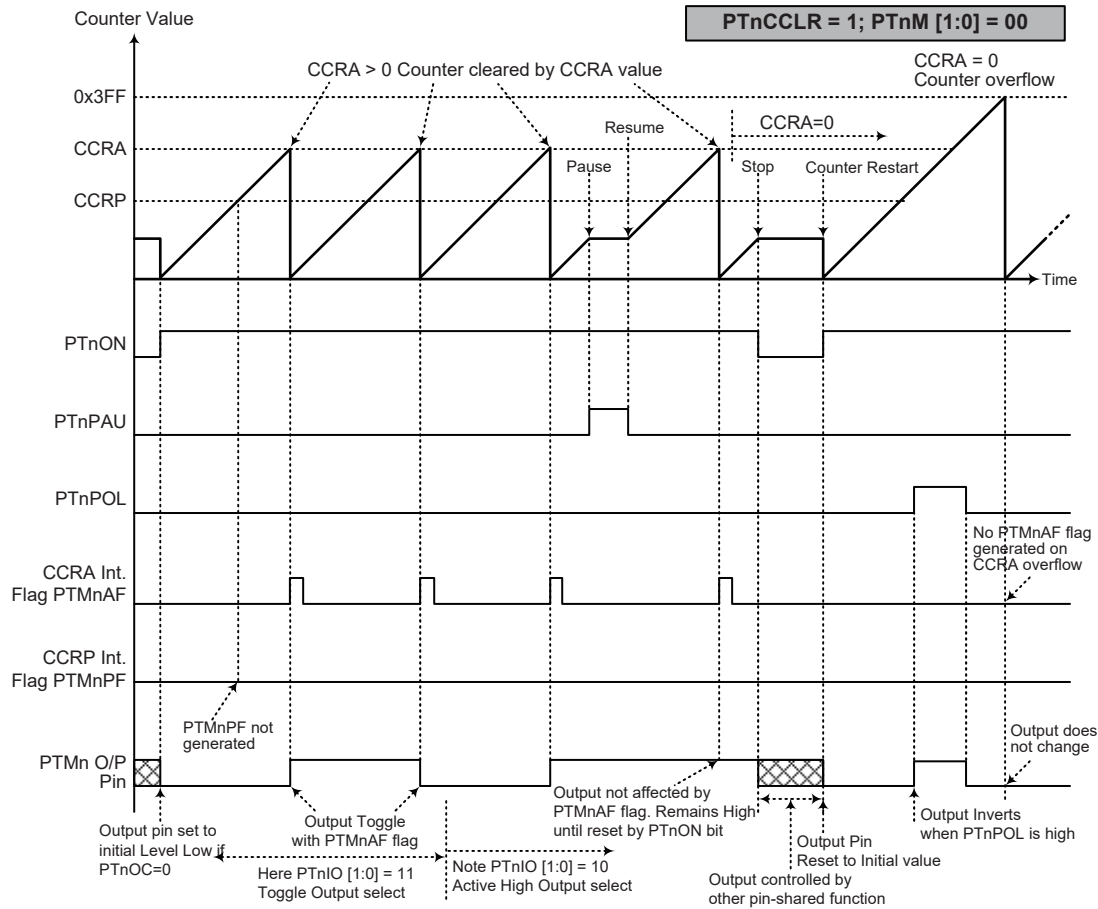 Counter Value
PTnCCLR = 1; PTnM [1:0] = 00
CCRA > 0 Counter cleared by CCRA value
CCRA = 0
Counter overflow
0x3FF
Resume
CCRA=0
CCRA
Pause
Stop
Counter Restart
CCRP
Time
PTnON
PTnPAU
PTnPOL
No PTMnAF flag
generated on
CCRA overflow
CCRA Int.
Flag PTMnAF
CCRP Int.
Flag PTMnPF
PTMnPF not
generated
Output does
not change
PTMn O/P
Pin
Output pin set to
initial Level Low if
PTnOC=0
Output Toggle
with PTMnAF flag
Here PTnIO [1:0] = 11
Toggle Output select
Output not affected by
PTMnAF flag. Remains High
until reset by PTnON bit
Note PTnIO [1:0] = 10
Active High Output select
Output Pin
Reset to Initial value
Output controlled by
other pin-shared function
Output Inverts
when PTnPOL is high